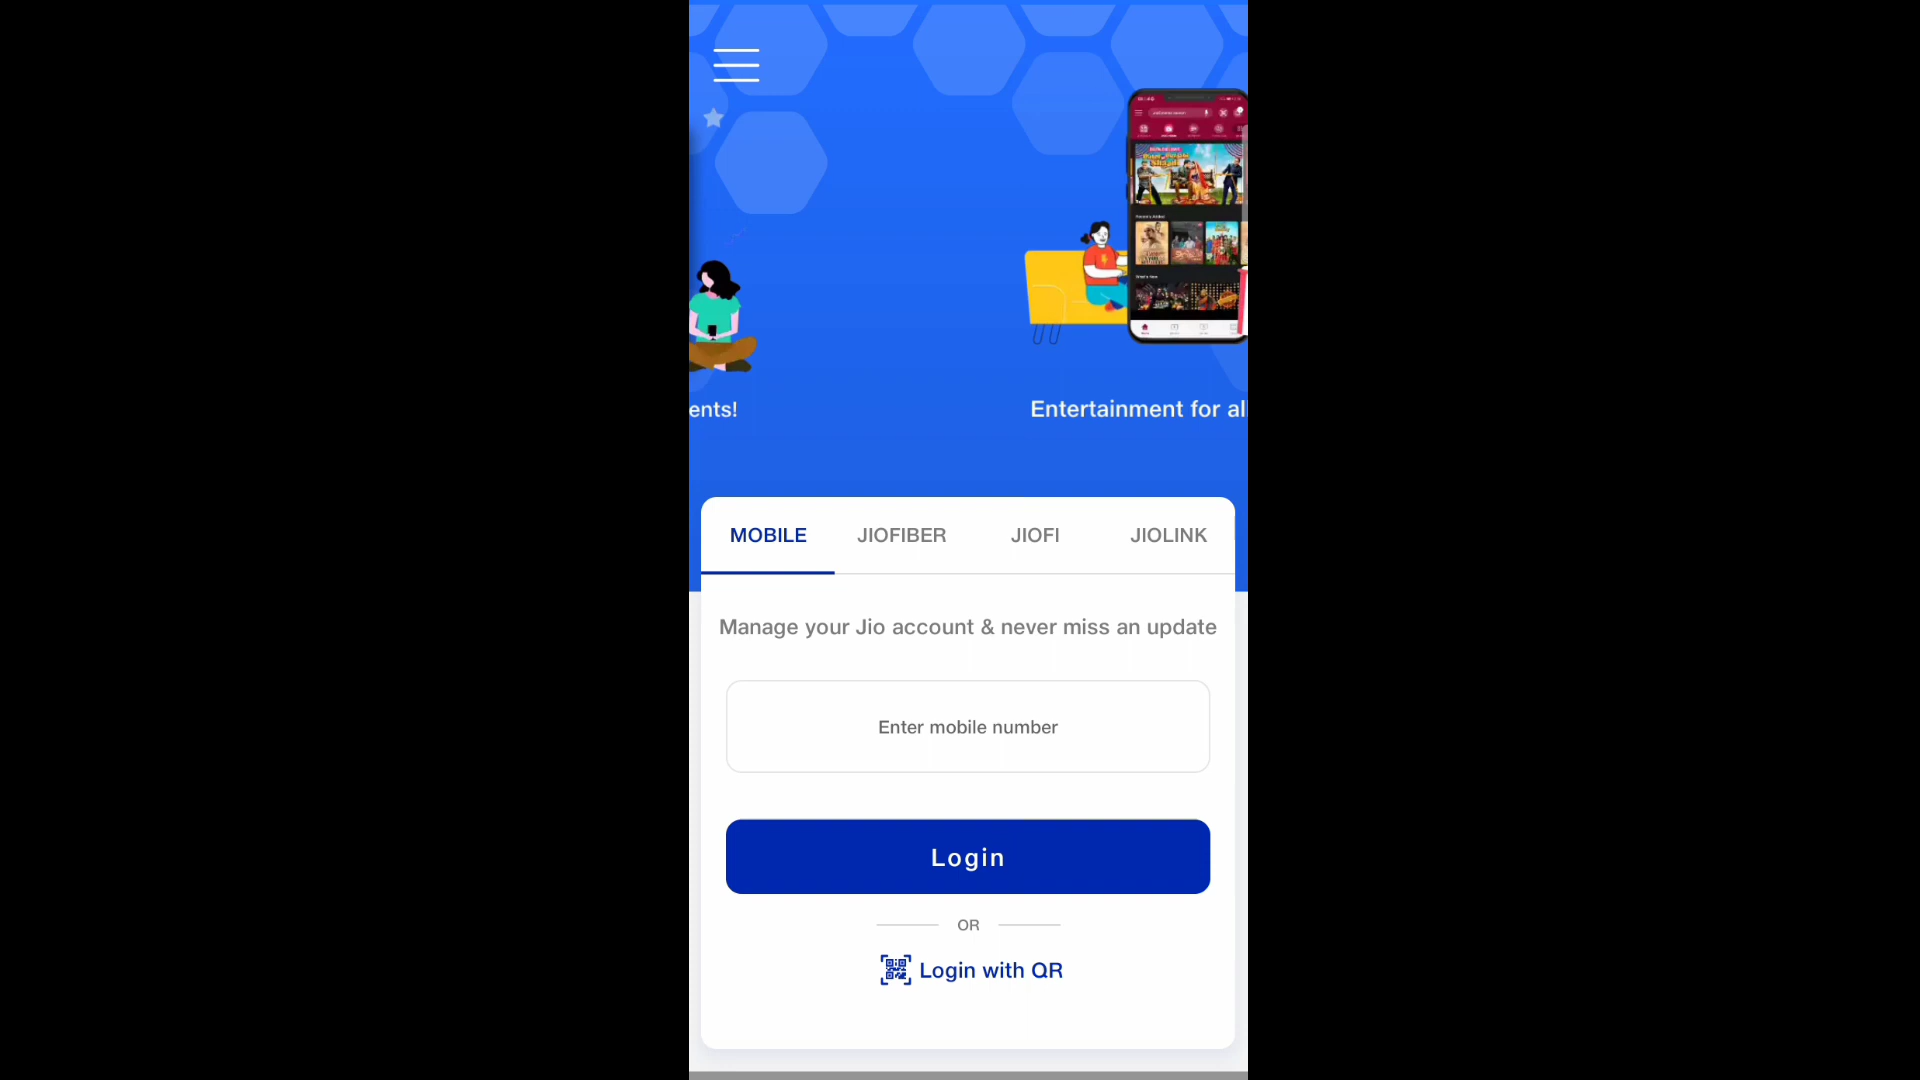 ents!
Entertainment for all
MOBILE JIOFIBER JIOFI JIOLINK
Manage your Jio account & never miss an update
Enter mobile number
Login
OR
Login with QR